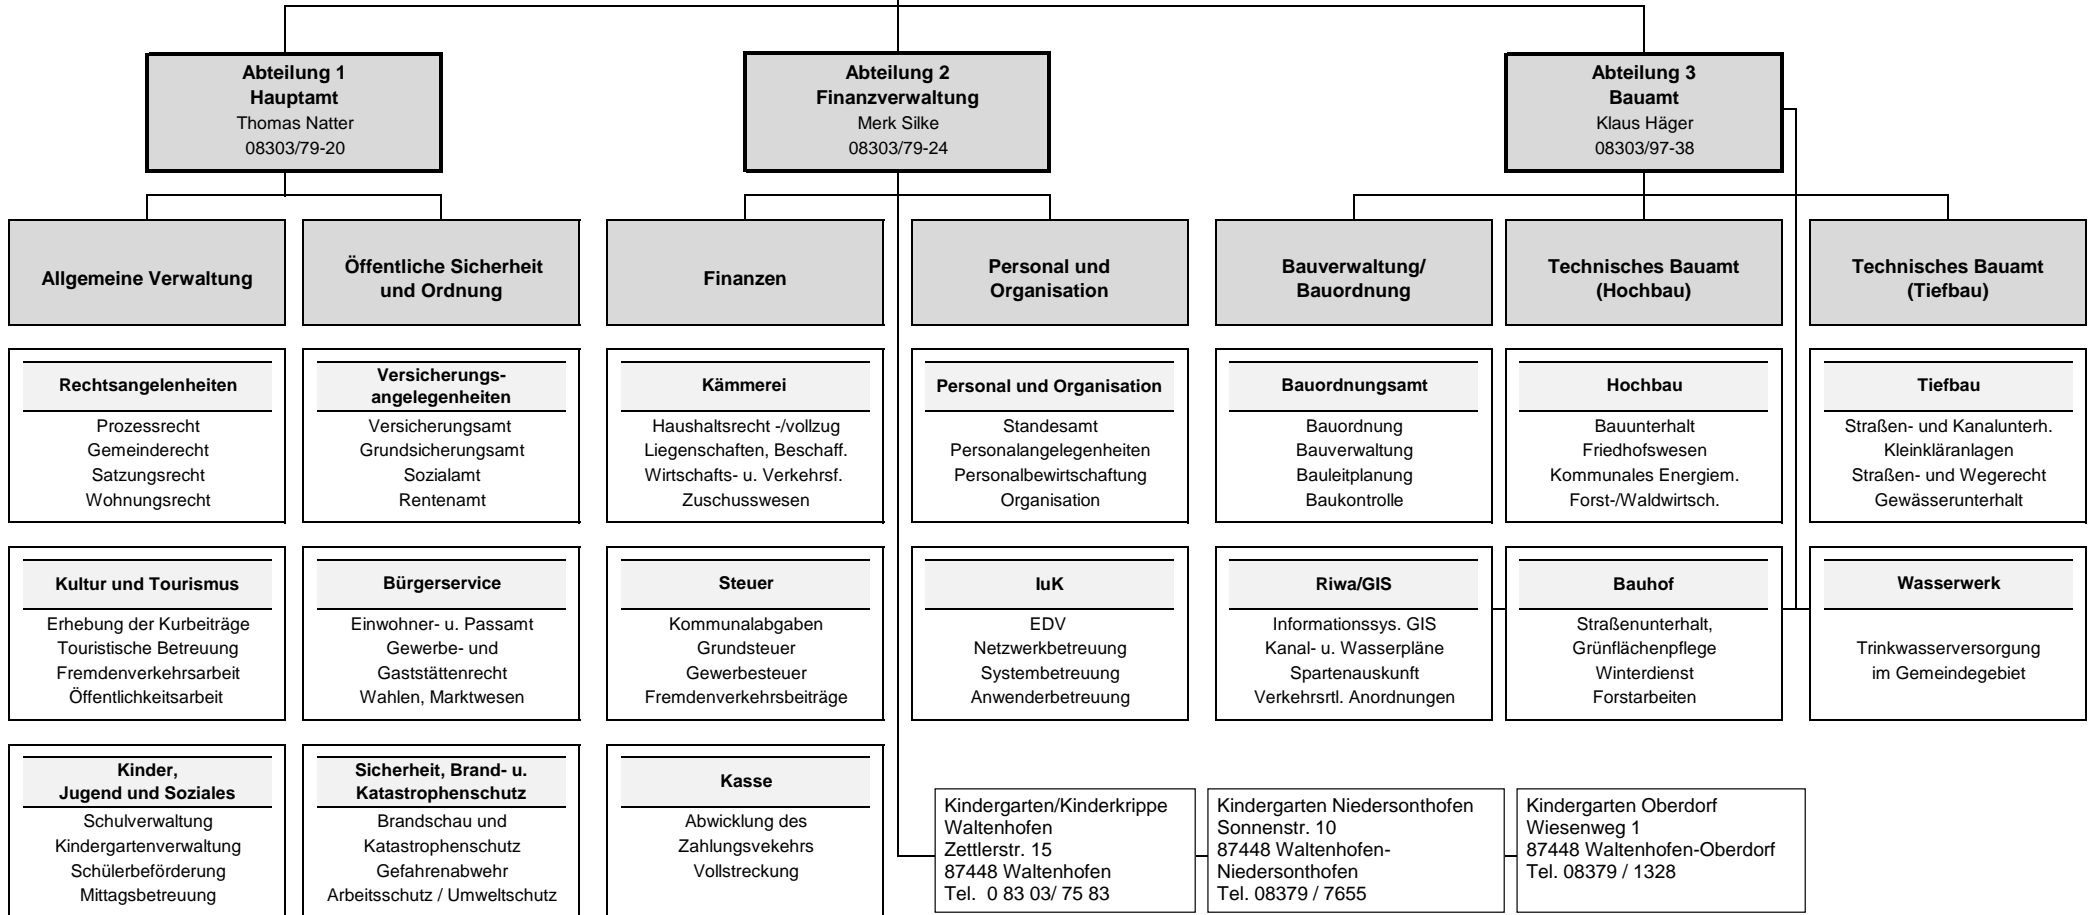 Abteilung 1
Hauptamt
Thomas Natter
08303/79-20
Abteilung 2
Finanzverwaltung
Merk Silke
08303/79-24
Abteilung 3
Bauamt
Klaus Häger
08303/97-38
Allgemeine Verwaltung
Öffentliche Sicherheit
und Ordnung
Finanzen
Personal und
Organisation
Bauverwaltung/
Bauordnung
Technisches Bauamt
(Hochbau)
Technisches Bauamt
(Tiefbau)
Rechtsangelenheiten
Prozessrecht
Gemeinderecht
Satzungsrecht
Wohnungsrecht
Versicherungs-
angelegenheiten
Versicherungsamt
Grundsicherungsamt
Sozialamt
Rentenamt
Kämmerei
Haushaltsrecht -/vollzug
Liegenschaften, Beschaff.
Wirtschafts- u. Verkehrsf.
Zuschusswesen
Personal und Organisation
Standesamt
Personalangelegenheiten
Personalbewirtschaftung
Organisation
Bauordnungsamt
Bauordnung
Bauverwaltung
Bauleitplanung
Baukontrolle
Hochbau
Bauunterhalt
Friedhofswesen
Kommunales Energiem.
Forst-/Waldwirtsch.
Tiefbau
Straßen- und Kanalunterh.
Kleinkläranlagen
Straßen- und Wegerecht
Gewässerunterhalt
Kultur und Tourismus
Erhebung der Kurbeiträge
Touristische Betreuung
Fremdenverkehrsarbeit
Öffentlichkeitsarbeit
Bürgerservice
Einwohner- u. Passamt
Gewerbe- und
Gaststättenrecht
Wahlen, Marktwesen
Steuer
Kommunalabgaben
Grundsteuer
Gewerbesteuer
Fremdenverkehrsbeiträge
IuK
EDV
Netzwerkbetreuung
Systembetreuung
Anwenderbetreuung
Riwa/GIS
Informationssys. GIS
Kanal- u. Wasserpläne
Spartenauskunft
Verkehrsrtl. Anordnungen
Bauhof
Straßenunterhalt,
Grünflächenpflege
Winterdienst
Forstarbeiten
Wasserwerk
Trinkwasserversorgung
im Gemeindegebiet
Kinder,
Jugend und Soziales
Schulverwaltung
Kindergartenverwaltung
Schülerbeförderung
Mittagsbetreuung
Sicherheit, Brand- u.
Katastrophenschutz
Brandschau und
Katastrophenschutz
Gefahrenabwehr
Arbeitsschutz / Umweltschutz
Kasse
Abwicklung des
Zahlungsvekehrs
Vollstreckung
Kindergarten/Kinderkrippe
Waltenhofen
Zettlerstr. 15
87448 Waltenhofen
Tel.  0 83 03/ 75 83
Kindergarten Niedersonthofen
Sonnenstr. 10
87448 Waltenhofen-
Niedersonthofen
Tel. 08379 / 7655
Kindergarten Oberdorf
Wiesenweg 1
87448 Waltenhofen-Oberdorf
Tel. 08379 / 1328